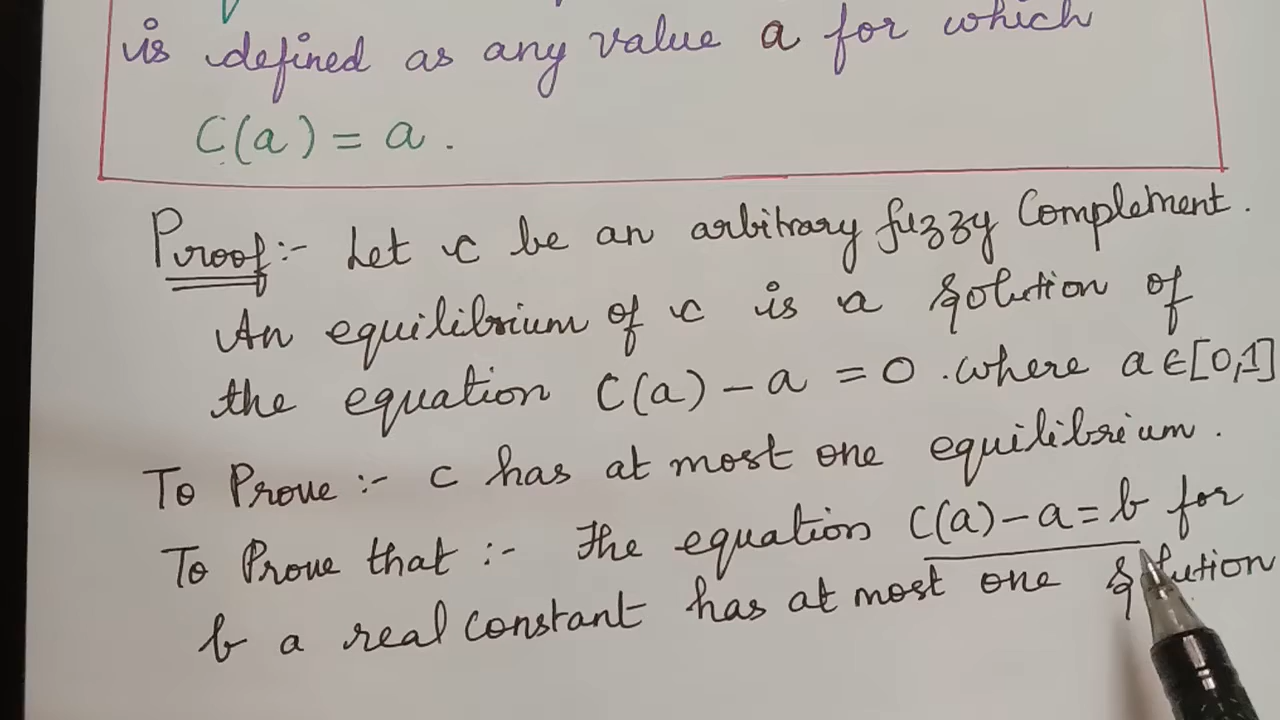 is defined as any value a for which
C(a) = a .
Proof :- Let c be an arbitrary fuzzy Complement .
An equilibrium of c is a solution of
the equation C(a) - a = 0 . where a ∈ [0,1]
To Prove :- c has at most one equilibrium .
To Prove that :- The equation C(a) - a = b for
b a real constant has at most one solution